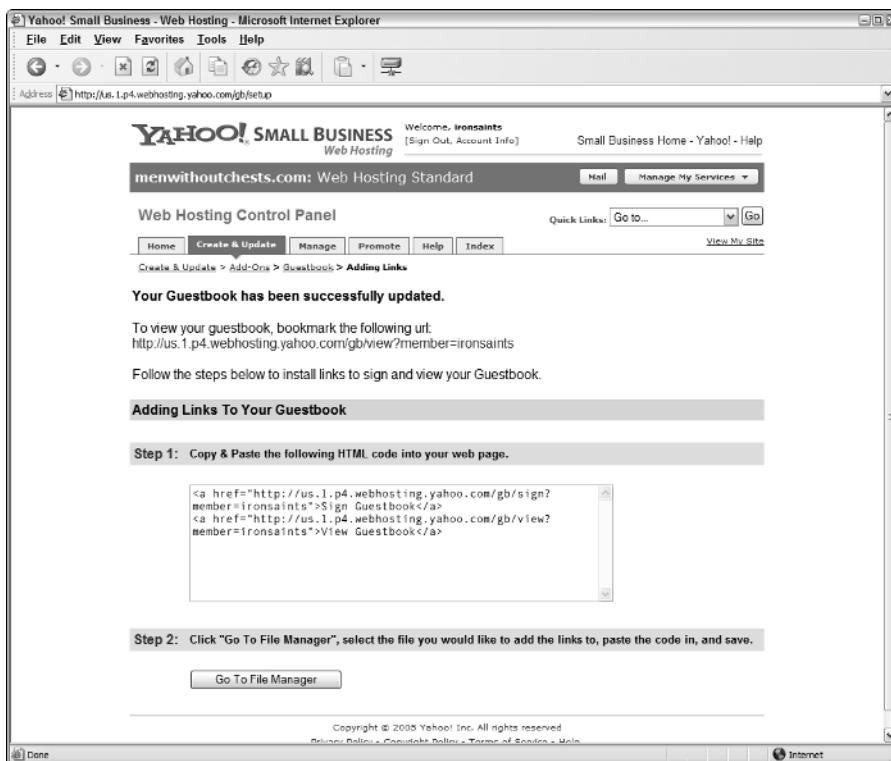 Yahoo! Small Business - Web Hosting - Microsoft Internet Explorer
File Edit View Favorites Tools Help
Address http://us.1.p4.webhosting.yahoo.com/gb/setup
YAHOO! SMALL BUSINESS
Web Hosting
Welcome, ironsaints
[Sign Out, Account Info]
Small Business Home - Yahoo! - Help
menwithoutchests.com: Web Hosting Standard
Mail
Manage My Services
Web Hosting Control Panel
Quick Links: Go to... Go
Home Create & Update Manage Promote Help Index
View My Site
Create & Update > Add-Ons > Guestbook > Adding Links
Your Guestbook has been successfully updated.
To view your guestbook, bookmark the following url:
http://us.1.p4.webhosting.yahoo.com/gb/view?member=ironsaints
Follow the steps below to install links to sign and view your Guestbook.
Adding Links To Your Guestbook
Step 1: Copy & Paste the following HTML code into your web page.
<a href="http://us.1.p4.webhosting.yahoo.com/gb/sign?
member=ironsaints">Sign Guestbook</a>
<a href="http://us.1.p4.webhosting.yahoo.com/gb/view?
member=ironsaints">View Guestbook</a>
Step 2: Click "Go To File Manager", select the file you would like to add the links to, paste the code in, and save.
Go To File Manager
Copyright © 2005 Yahoo! Inc. All rights reserved
Privacy Policy - Copyright Policy - Terms of Service - Help
Done
Internet